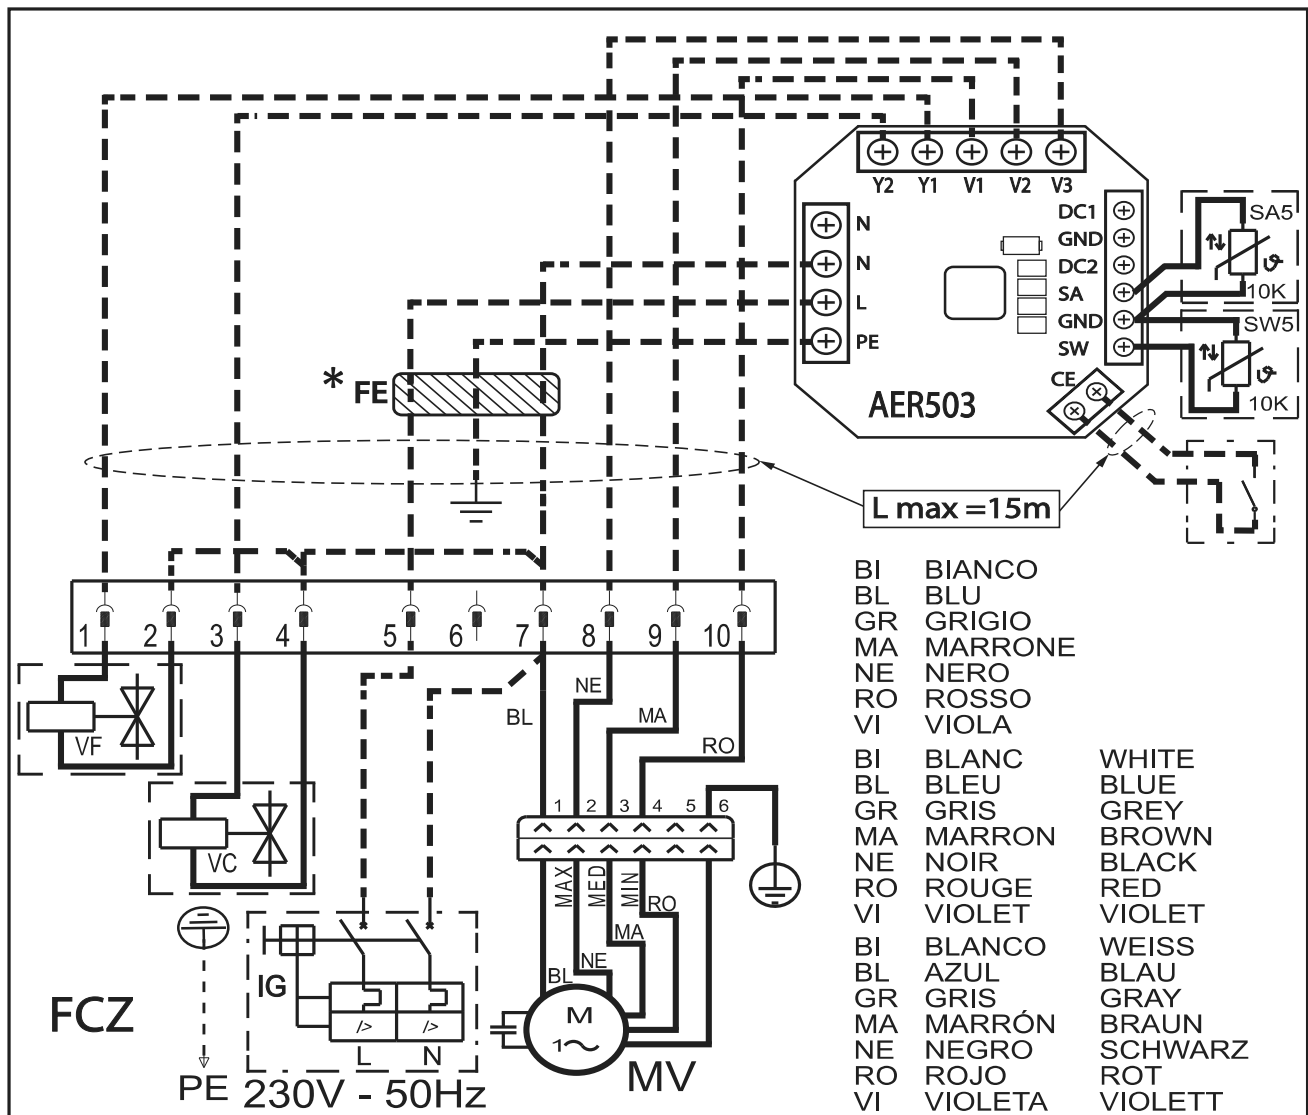 Y2 Y1 V1 V2 V3
N
N
L
PE
DC1
GND
DC2
SA
GND
SW
CE
AER503
SA5
10K
SW5
10K
* FE
L max =15m
1 2 3 4 5 6 7 8 9 10
VF
VC
BL
NE
MA
RO
1 2 3 4 5 6
MAX
MED
MIN
RO
MA
NE
BL
M
1
MV
IG
/> />
L N
230V - 50Hz
PE
FCZ
BI BIANCO
BL BLU
GR GRIGIO
MA MARRONE
NE NERO
RO ROSSO
VI VIOLA
BI BLANC WHITE
BL BLEU BLUE
GR GRIS GREY
MA MARRON BROWN
NE NOIR BLACK
RO ROUGE RED
VI VIOLET VIOLET
BI BLANCO WEISS
BL AZUL BLAU
GR GRIS GRAY
MA MARRÓN BRAUN
NE NEGRO SCHWARZ
RO ROJO ROT
VI VIOLETA VIOLETT